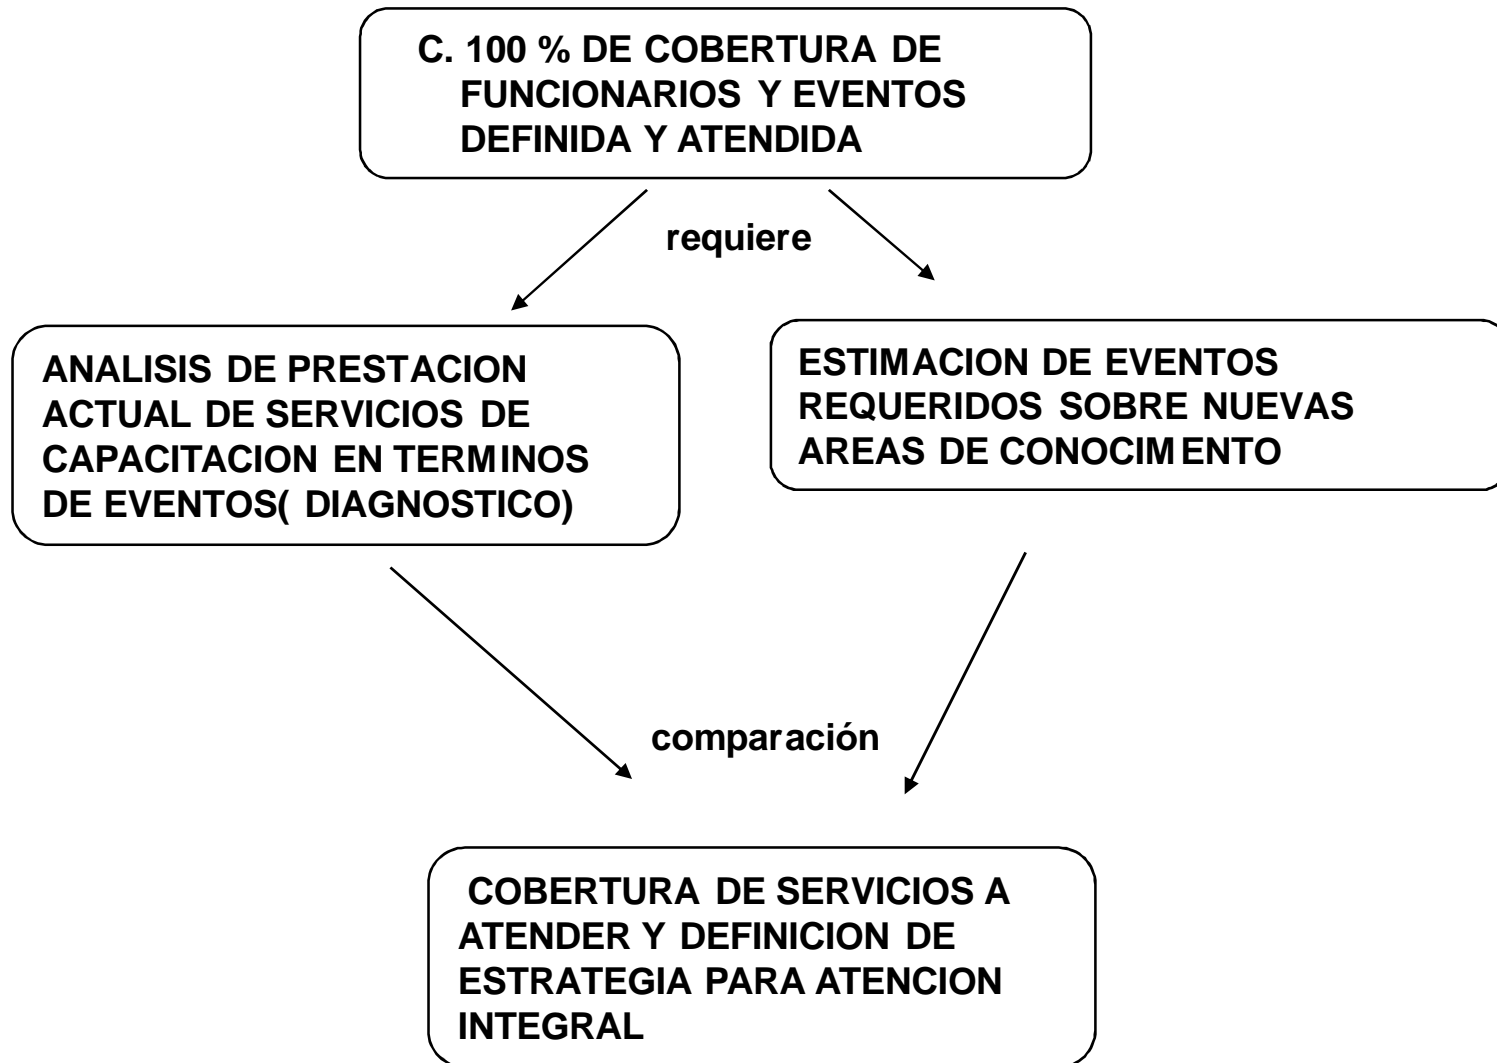 C. 100 % DE COBERTURA DE
FUNCIONARIOS Y EVENTOS
DEFINIDA Y ATENDIDA
requiere
ANALISIS DE PRESTACION
ACTUAL DE SERVICIOS DE
CAPACITACION EN TERMINOS
DE EVENTOS( DIAGNOSTICO)
ESTIMACION DE EVENTOS
REQUERIDOS SOBRE NUEVAS
AREAS DE CONOCIMENTO
comparación
COBERTURA DE SERVICIOS A
ATENDER Y DEFINICION DE
ESTRATEGIA PARA ATENCION
INTEGRAL